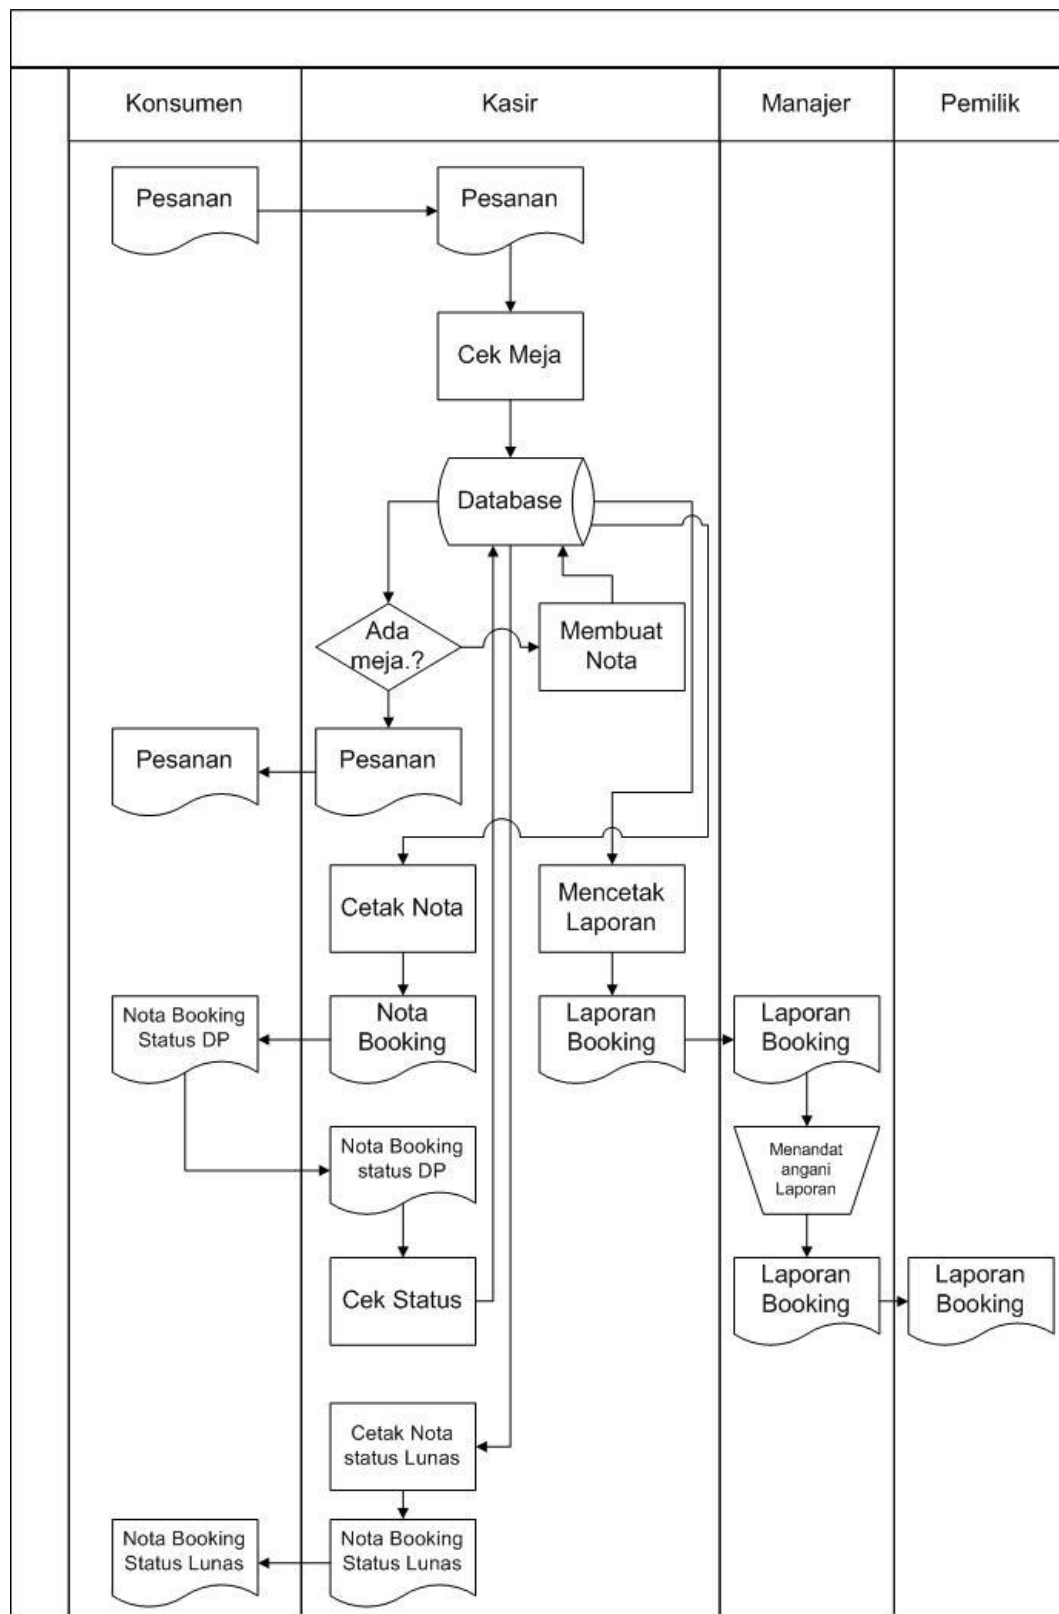 Konsumen
Kasir
Manajer
Pemilik
Pesanan
Pesanan
Cek Meja
Database
Ada
meja.?
Membuat
Nota
Pesanan
Pesanan
Cetak Nota
Mencetak
Laporan
Nota Booking
Status DP
Nota
Booking
Laporan
Booking
Laporan
Booking
Nota Booking
status DP
Menandat
angani
Laporan
Cek Status
Laporan
Booking
Laporan
Booking
Cetak Nota
status Lunas
Nota Booking
Status Lunas
Nota Booking
Status Lunas